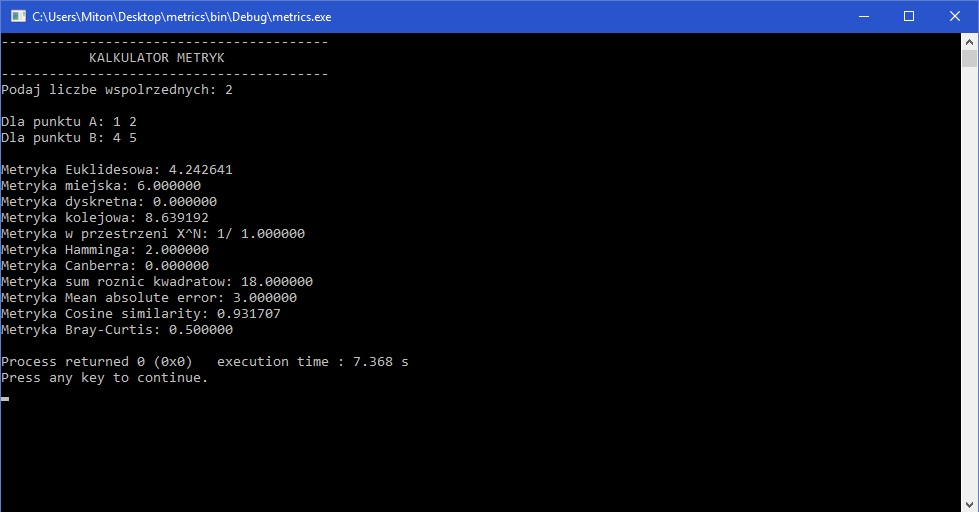 C:\Users\Miton\Desktop\metrics\bin\Debug\metrics.exe
-----------------------------------------
KALKULATOR METRYK
-----------------------------------------
Podaj liczbe wspolrzednych: 2
Dla punktu A: 1 2
Dla punktu B: 4 5
Metryka Euklidesowa: 4.242641
Metryka miejska: 6.000000
Metryka dyskretna: 0.000000
Metryka kolejowa: 8.639192
Metryka w przestrzeni X^N: 1/ 1.000000
Metryka Hamminga: 2.000000
Metryka Canberra: 0.000000
Metryka sum roznic kwadratow: 18.000000
Metryka Mean absolute error: 3.000000
Metryka Cosine similarity: 0.931707
Metryka Bray-Curtis: 0.500000
Process returned 0 (0x0)   execution time : 7.368 s
Press any key to continue.